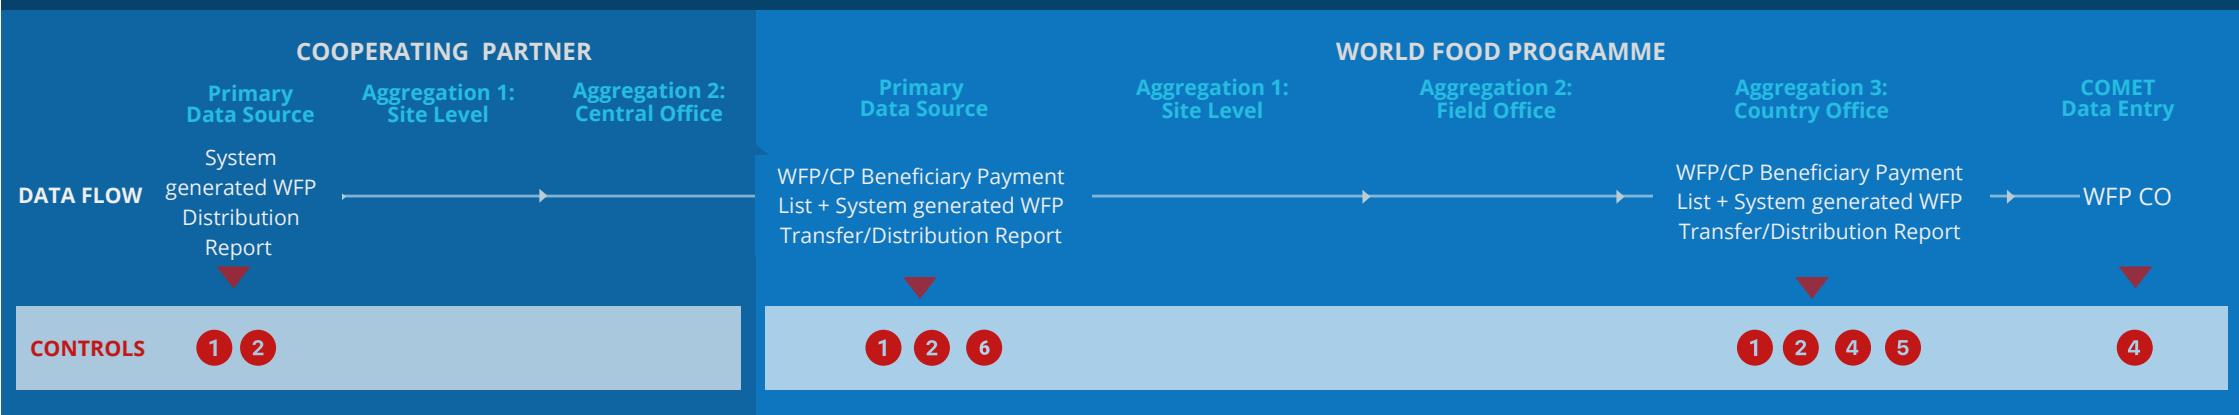 COOPERATING PARTNER
WORLD FOOD PROGRAMME
Primary
Data Source
Aggregation 1:
Site Level
Aggregation 2:
Central Office
Primary
Data Source
Aggregation 1:
Site Level
Aggregation 2:
Field Office
Aggregation 3:
Country Office
COMET
Data Entry
DATA FLOW
System
generated WFP
Distribution
Report
WFP/CP Beneficiary Payment
List + System generated WFP
Transfer/Distribution Report
WFP/CP Beneficiary Payment
List + System generated WFP
Transfer/Distribution Report
WFP CO
CONTROLS
1 2
1 2 6
1 2 4 5
4